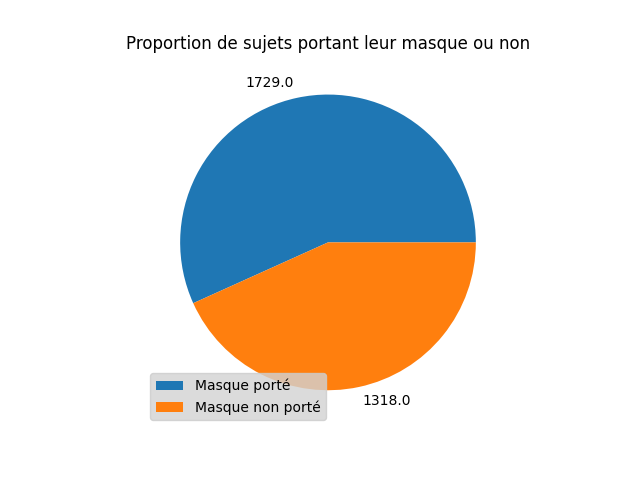 Proportion de sujets portant leur masque ou non
1729.0
1318.0
Masque porté
Masque non porté